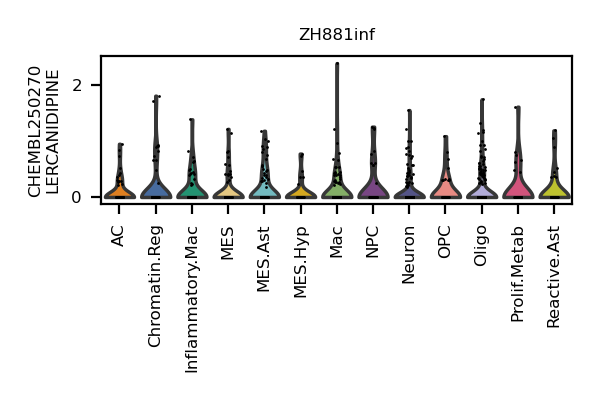 ZH881inf
CHEMBL250270
LERCANIDIPINE
2
0
AC
Chromatin.Reg
Inflammatory.Mac
MES
MES.Ast
MES.Hyp
Mac
NPC
Neuron
OPC
Oligo
Prolif.Metab
Reactive.Ast